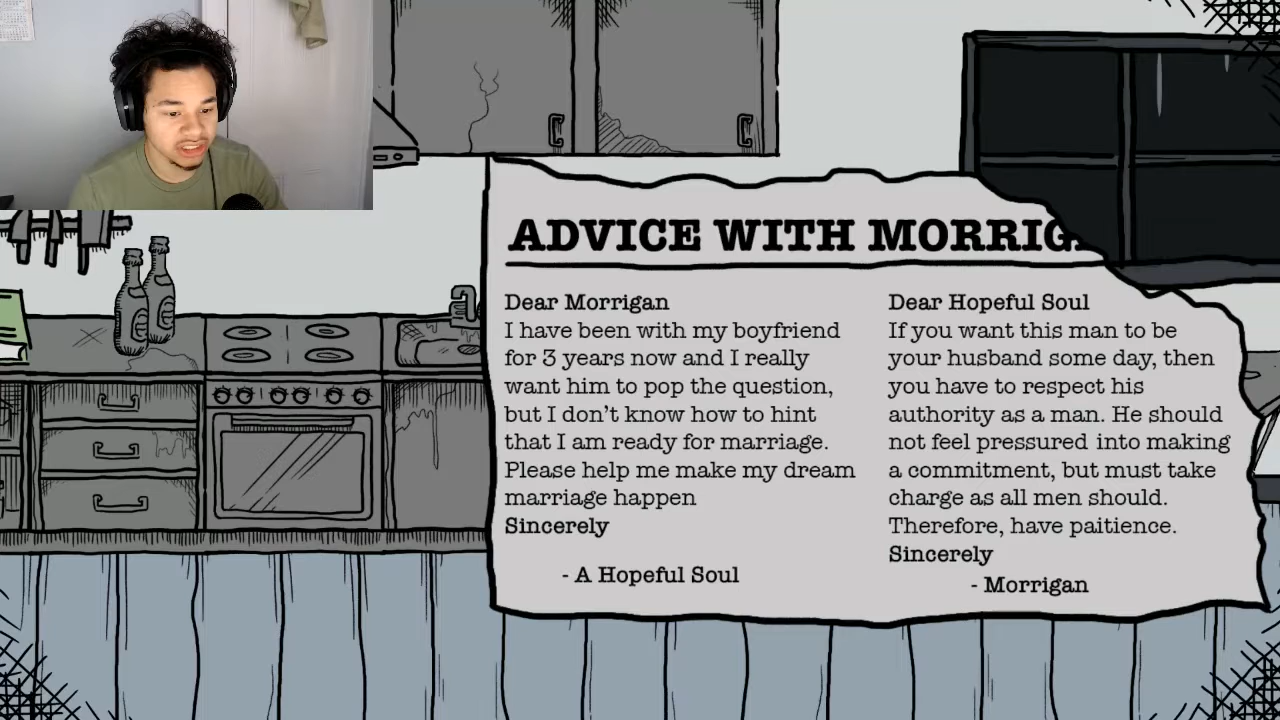 ADVICE WITH MORRIG
Dear Morrigan
I have been with my boyfriend
for 3 years now and I really
want him to pop the question,
but I don't know how to hint
that I am ready for marriage.
Please help me make my dream
marriage happen
Sincerely
- A Hopeful Soul
Dear Hopeful Soul
If you want this man to be
your husband some day, then
you have to respect his
authority as a man. He should
not feel pressured into making
a commitment, but must take
charge as all men should.
Therefore, have paitience.
Sincerely
- Morrigan